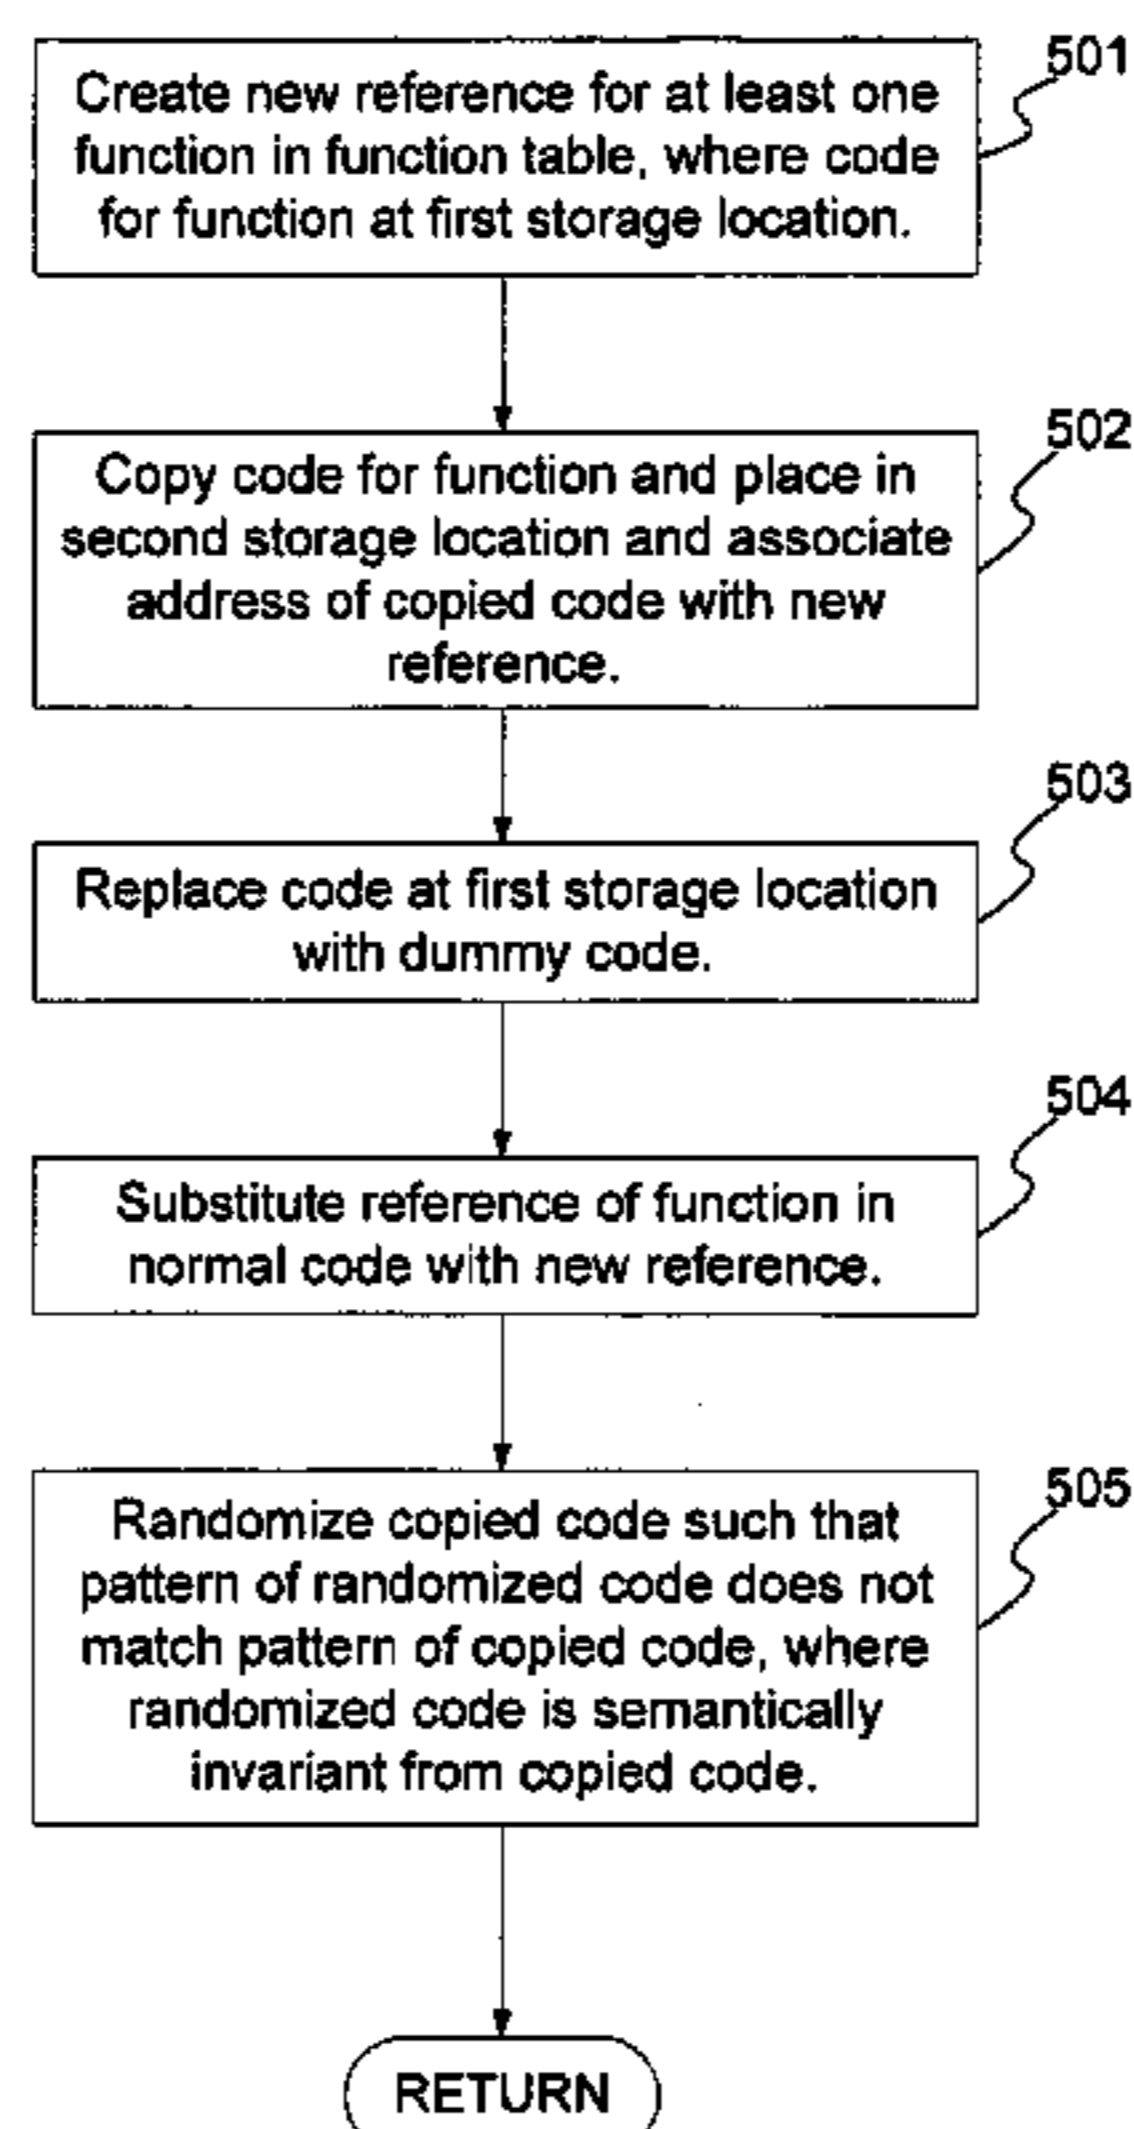 501
Create new reference for at least one
function in function table, where code
for function at first storage location.
502
Copy code for function and place in
second storage location and associate
address of copied code with new
reference.
503
Replace code at first storage location
with dummy code.
504
Substitute reference of function in
normal code with new reference.
505
Randomize copied code such that
pattern of randomized code does not
match pattern of copied code, where
randomized code is semantically
invariant from copied code.
RETURN